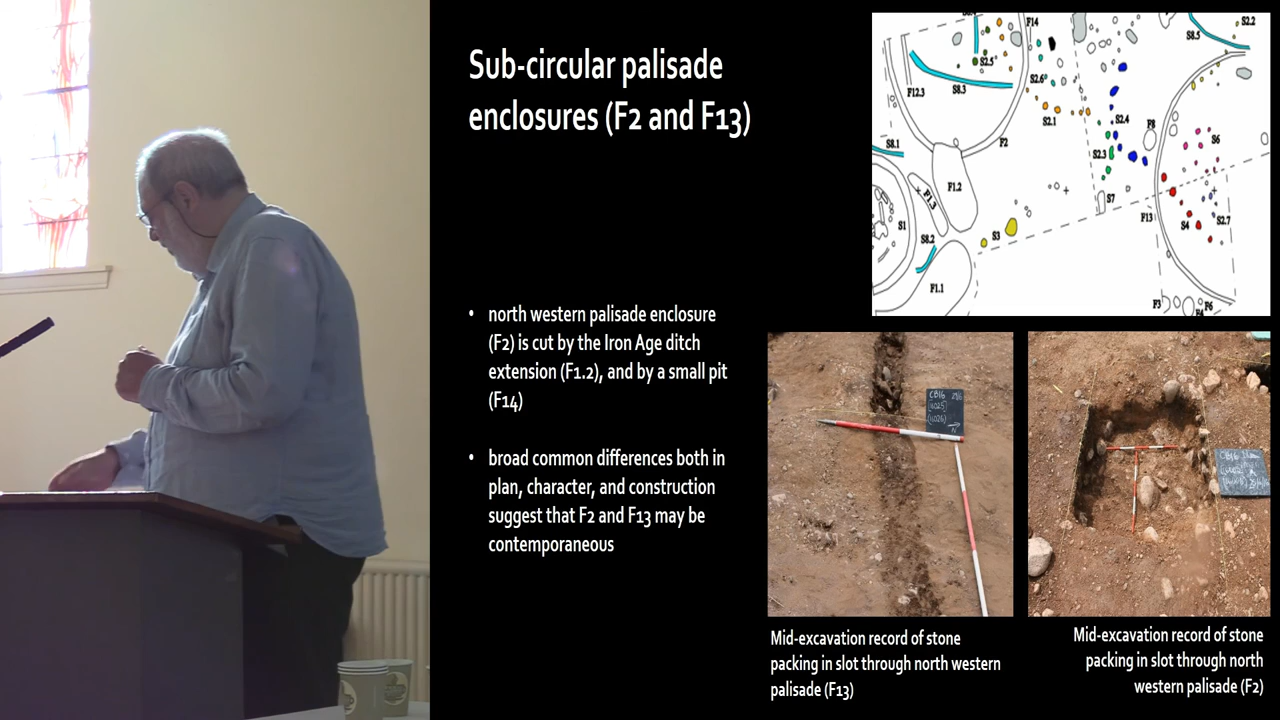 Sub-circular palisade
enclosures (F2 and F13)
• north western palisade enclosure
(F2) is cut by the Iron Age ditch
extension (F1.2), and by a small pit
(F14)
• broad common differences both in
plan, character, and construction
suggest that F2 and F13 may be
contemporaneous
F14
S2.2
S8.5
S2.5
S2.6
F12.3
S8.3
S2.1
S2.4
F8
F2
S6
S8.1
S2.3
F1.2
F1.3
S7
F13
S2.7
S1
S4
S3
S8.2
F1.1
F3
F4
F6
CB16
Mid-excavation record of stone
packing in slot through north western
palisade (F13)
CB16
Mid-excavation record of stone
packing in slot through north
western palisade (F2)